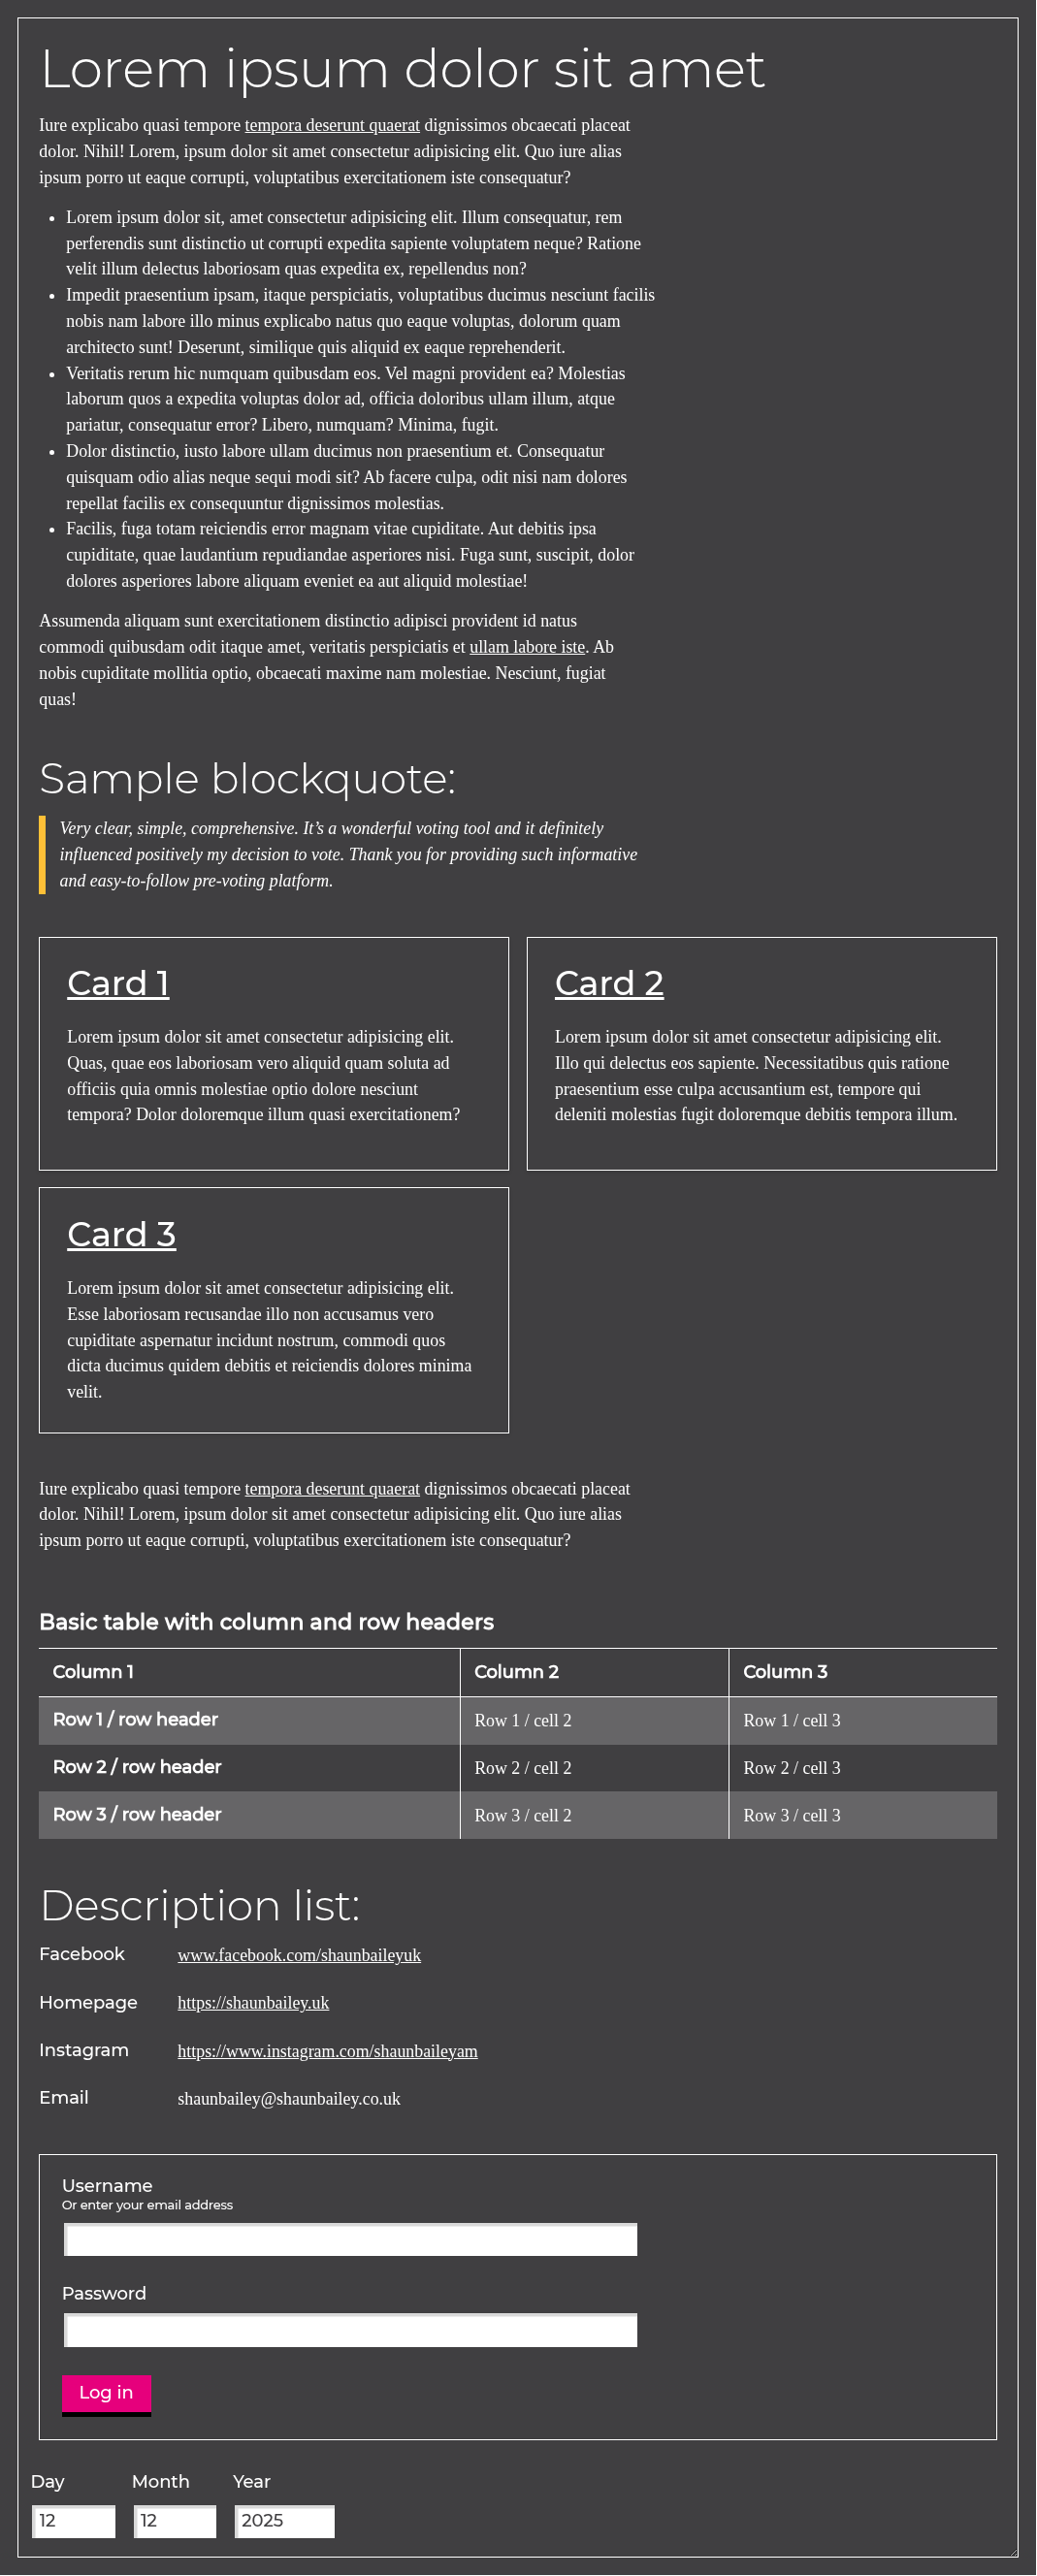 Lorem ipsum dolor sit amet
Iure explicabo quasi tempore tempora deserunt quaerat dignissimos obcaecati placeat
dolor. Nihil! Lorem, ipsum dolor sit amet consectetur adipisicing elit. Quo iure alias
ipsum porro ut eaque corrupti, voluptatibus exercitationem iste consequatur?
• Lorem ipsum dolor sit, amet consectetur adipisicing elit. Illum consequatur, rem
perferendis sunt distinctio ut corrupti expedita sapiente voluptatem neque? Ratione
velit illum delectus laboriosam quas expedita ex, repellendus non?
• Impedit praesentium ipsam, itaque perspiciatis, voluptatibus ducimus nesciunt facilis
nobis nam labore illo minus explicabo natus quo eaque voluptas, dolorum quam
architecto sunt! Deserunt, similique quis aliquid ex eaque reprehenderit.
• Veritatis rerum hic numquam quibusdam eos. Vel magni provident ea? Molestias
laborum quos a expedita voluptas dolor ad, officia doloribus ullam illum, atque
pariatur, consequatur error? Libero, numquam? Minima, fugit.
• Dolor distinctio, iusto labore ullam ducimus non praesentium et. Consequatur
quisquam odio alias neque sequi modi sit? Ab facere culpa, odit nisi nam dolores
repellat facilis ex consequuntur dignissimos molestias.
• Facilis, fuga totam reiciendis error magnam vitae cupiditate. Aut debitis ipsa
cupiditate, quae laudantium repudiandae asperiores nisi. Fuga sunt, suscipit, dolor
dolores asperiores labore aliquam eveniet ea aut aliquid molestiae!
Assumenda aliquam sunt exercitationem distinctio adipisci provident id natus
commodi quibusdam odit itaque amet, veritatis perspiciatis et ullam labore iste. Ab
nobis cupiditate mollitia optio, obcaecati maxime nam molestiae. Nesciunt, fugiat
quas!
Sample blockquote:
Very clear, simple, comprehensive. It’s a wonderful voting tool and it definitely
influenced positively my decision to vote. Thank you for providing such informative
and easy-to-follow pre-voting platform.
Card 1
Lorem ipsum dolor sit amet consectetur adipisicing elit.
Quas, quae eos laboriosam vero aliquid quam soluta ad
officiis quia omnis molestiae optio dolore nesciunt
tempora? Dolor doloremque illum quasi exercitationem?
Card 2
Lorem ipsum dolor sit amet consectetur adipisicing elit.
Illo qui delectus eos sapiente. Necessitatibus quis ratione
praesentium esse culpa accusantium est, tempore qui
deleniti molestias fugit doloremque debitis tempora illum.
Card 3
Lorem ipsum dolor sit amet consectetur adipisicing elit.
Esse laboriosam recusandae illo non accusamus vero
cupiditate aspernatur incidunt nostrum, commodi quos
dicta ducimus quidem debitis et reiciendis dolores minima
velit.
Iure explicabo quasi tempore tempora deserunt quaerat dignissimos obcaecati placeat
dolor. Nihil! Lorem, ipsum dolor sit amet consectetur adipisicing elit. Quo iure alias
ipsum porro ut eaque corrupti, voluptatibus exercitationem iste consequatur?
Basic table with column and row headers
Column 1 Column 2 Column 3
Row 1 / row header Row 1 / cell 2 Row 1 / cell 3
Row 2 / row header Row 2 / cell 2 Row 2 / cell 3
Row 3 / row header Row 3 / cell 2 Row 3 / cell 3
Description list:
Facebook www.facebook.com/shaunbaileyuk
Homepage https://shaunbailey.uk
Instagram https://www.instagram.com/shaunbaileyam
Email shaunbailey@shaunbailey.co.uk
Username
Or enter your email address
Password
Log in
Day Month Year
12 12 2025